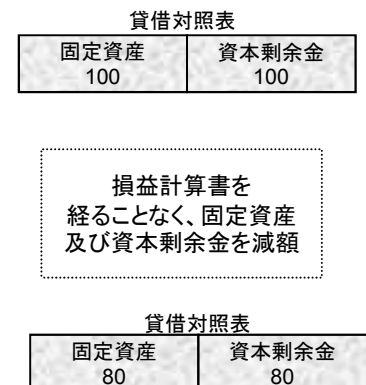 貸借対照表
固定資産 資本剰余金
100 100
損益計算書を
経ることなく、固定資産
及び資本剰余金を減額
貸借対照表
固定資産 資本剰余金
80 80